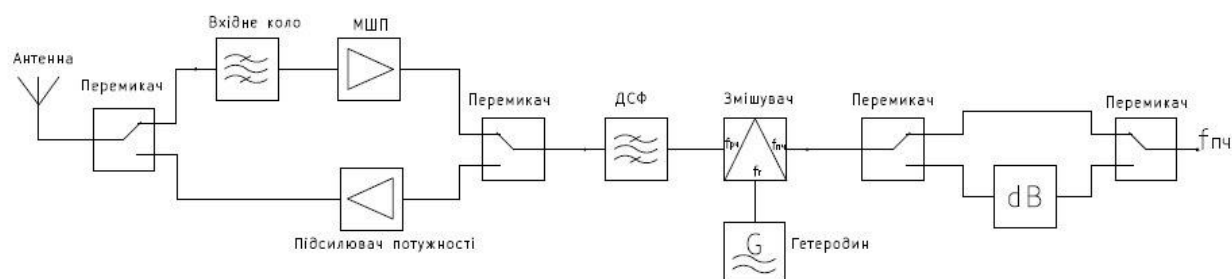 Вхідне коло
МШП
Антенна
Перемикач
Перемикач
ДСФ
Змішувач
Перемикач
Перемикач
fрч
fпч
fг
fпч
dB
Підсилювач потужності
G
Гетеродин